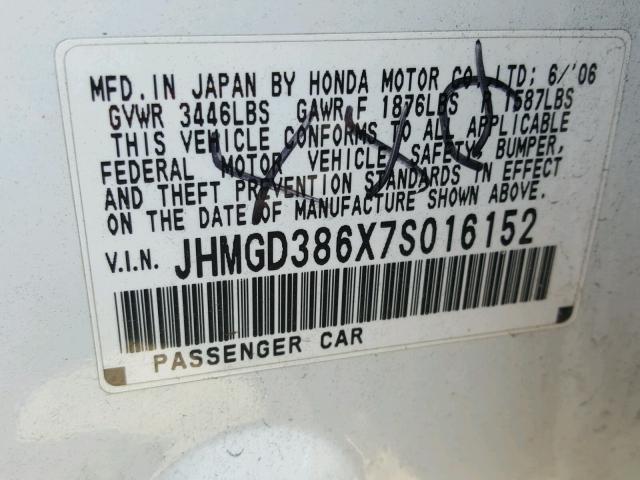 MFD. IN JAPAN BY HONDA MOTOR CO. LTD; 6/'06
GVWR 3446LBS GAWR F 1876LBS 1587LBS
THIS VEHICLE CONFORMS TO ALL APPLICABLE
FEDERAL MOTOR VEHICLE SAFETY, BUMPER,
AND THEFT PREVENTION STANDARDS IN EFFECT
ON THE DATE OF MANUFACTURE SHOWN ABOVE.
V.I.N. JHMGD386X7S016152
PASSENGER CAR